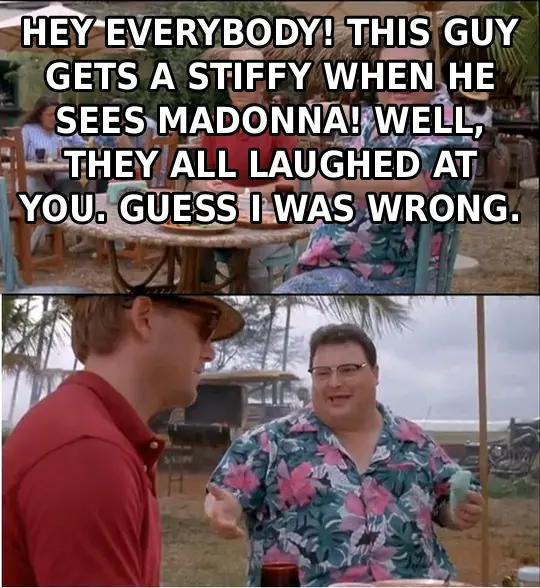 HEY EVERYBODY! THIS GUY
GETS A STIFFY WHEN HE
SEES MADONNA! WELL,
THEY ALL LAUGHED AT
YOU. GUESS I WAS WRONG.